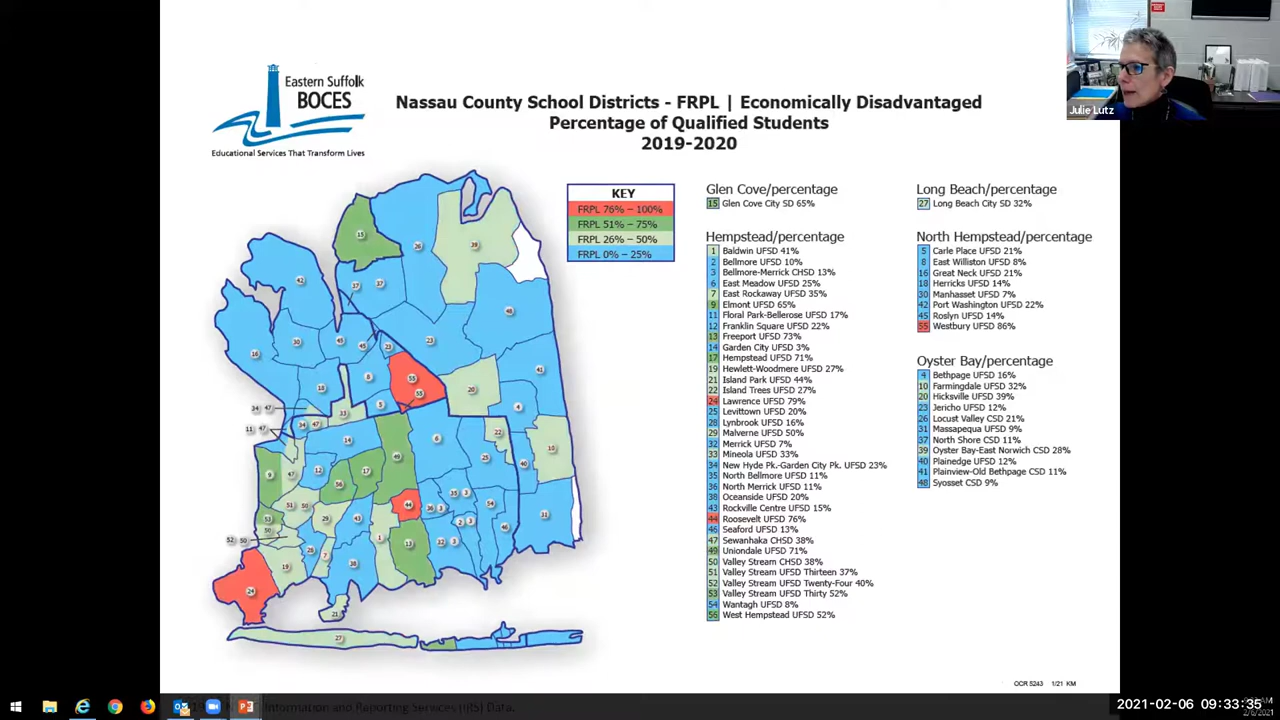 Eastern Suffolk
BOCES
Educational Services That Transform Lives
Nassau County School Districts - FRPL | Economically Disadvantaged
Percentage of Qualified Students
2019-2020
Julie Lutz
KEY
FRPL 76% – 100%
FRPL 51% – 75%
FRPL 26% – 50%
FRPL 0% – 25%
Glen Cove/percentage
15 Glen Cove City SD 65%
Hempstead/percentage
1 Baldwin UFSD 41%
2 Bellmore UFSD 10%
3 Bellmore-Merrick CHSD 13%
6 East Meadow UFSD 25%
7 East Rockaway UFSD 35%
9 Elmont UFSD 65%
11 Floral Park-Bellerose UFSD 17%
12 Franklin Square UFSD 22%
13 Freeport UFSD 73%
14 Garden City UFSD 3%
17 Hempstead UFSD 71%
19 Hewlett-Woodmere UFSD 27%
21 Island Park UFSD 44%
22 Island Trees UFSD 27%
24 Lawrence UFSD 79%
25 Levittown UFSD 20%
28 Lynbrook UFSD 16%
29 Malverne UFSD 50%
32 Merrick UFSD 7%
33 Mineola UFSD 33%
34 New Hyde Pk.-Garden City Pk. UFSD 23%
35 North Bellmore UFSD 11%
36 North Merrick UFSD 11%
38 Oceanside UFSD 20%
43 Rockville Centre UFSD 15%
44 Roosevelt UFSD 76%
46 Seaford UFSD 13%
47 Sewanhaka CHSD 38%
49 Uniondale UFSD 71%
50 Valley Stream CHSD 38%
51 Valley Stream UFSD Thirteen 37%
52 Valley Stream UFSD Twenty-Four 40%
53 Valley Stream UFSD Thirty 52%
54 Wantagh UFSD 8%
56 West Hempstead UFSD 52%
Long Beach/percentage
27 Long Beach City SD 32%
North Hempstead/percentage
5 Carle Place UFSD 21%
8 East Williston UFSD 8%
16 Great Neck UFSD 21%
18 Herricks UFSD 14%
30 Manhasset UFSD 7%
42 Port Washington UFSD 22%
45 Roslyn UFSD 14%
55 Westbury UFSD 86%
Oyster Bay/percentage
4 Bethpage UFSD 16%
10 Farmingdale UFSD 32%
20 Hicksville UFSD 39%
23 Jericho UFSD 12%
26 Locust Valley CSD 21%
31 Massapequa UFSD 9%
37 North Shore CSD 11%
39 Oyster Bay-East Norwich CSD 28%
40 Plainedge UFSD 12%
41 Plainview-Old Bethpage CSD 11%
48 Syosset CSD 9%
OCR 5243 1/21 KM
Information and Reporting Services (IRS) Data.
2021-02-06 09:33:35